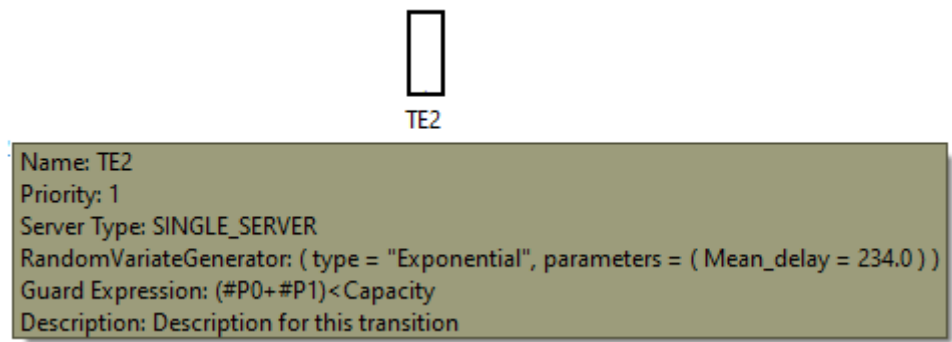 TE2
Name: TE2
Priority: 1
Server Type: SINGLE_SERVER
RandomVariateGenerator: ( type = "Exponential", parameters = ( Mean_delay = 234.0 ) )
Guard Expression: (#P0+#P1)<Capacity
Description: Description for this transition